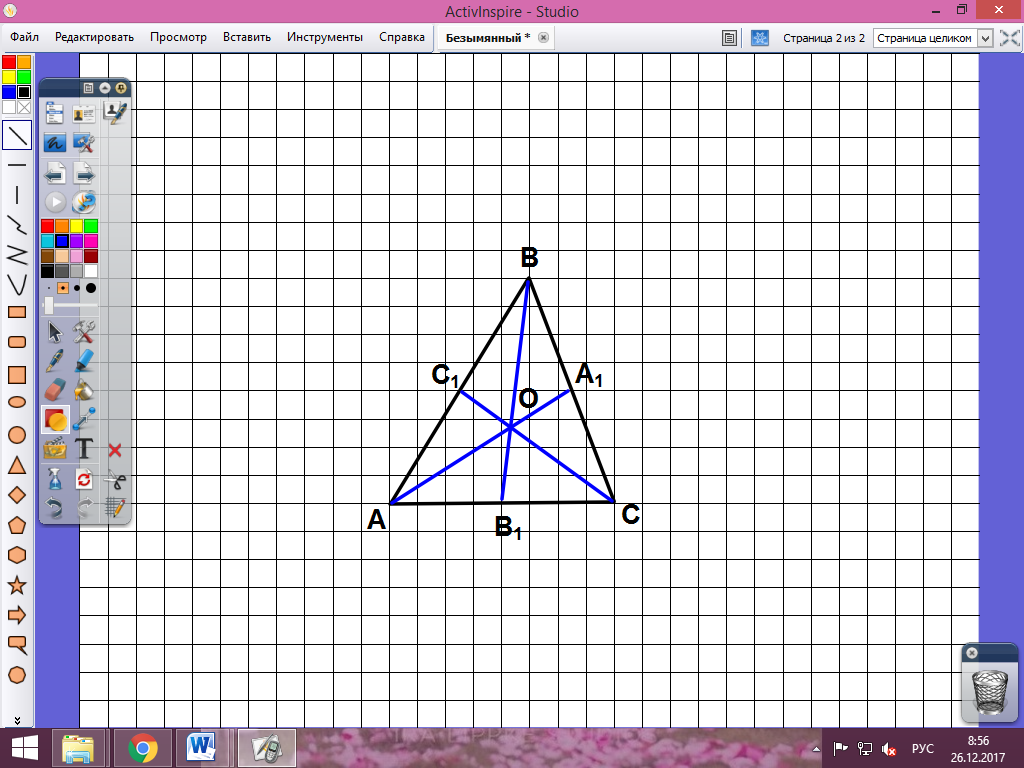 ActivInspire - Studio
Файл Редактировать Просмотр Вставить Инструменты Справка Безымянный * Страница 2 из 2 Страница целиком
B
C1 A1
O
A C
B1
T
W
РУС 8:56
26.12.2017